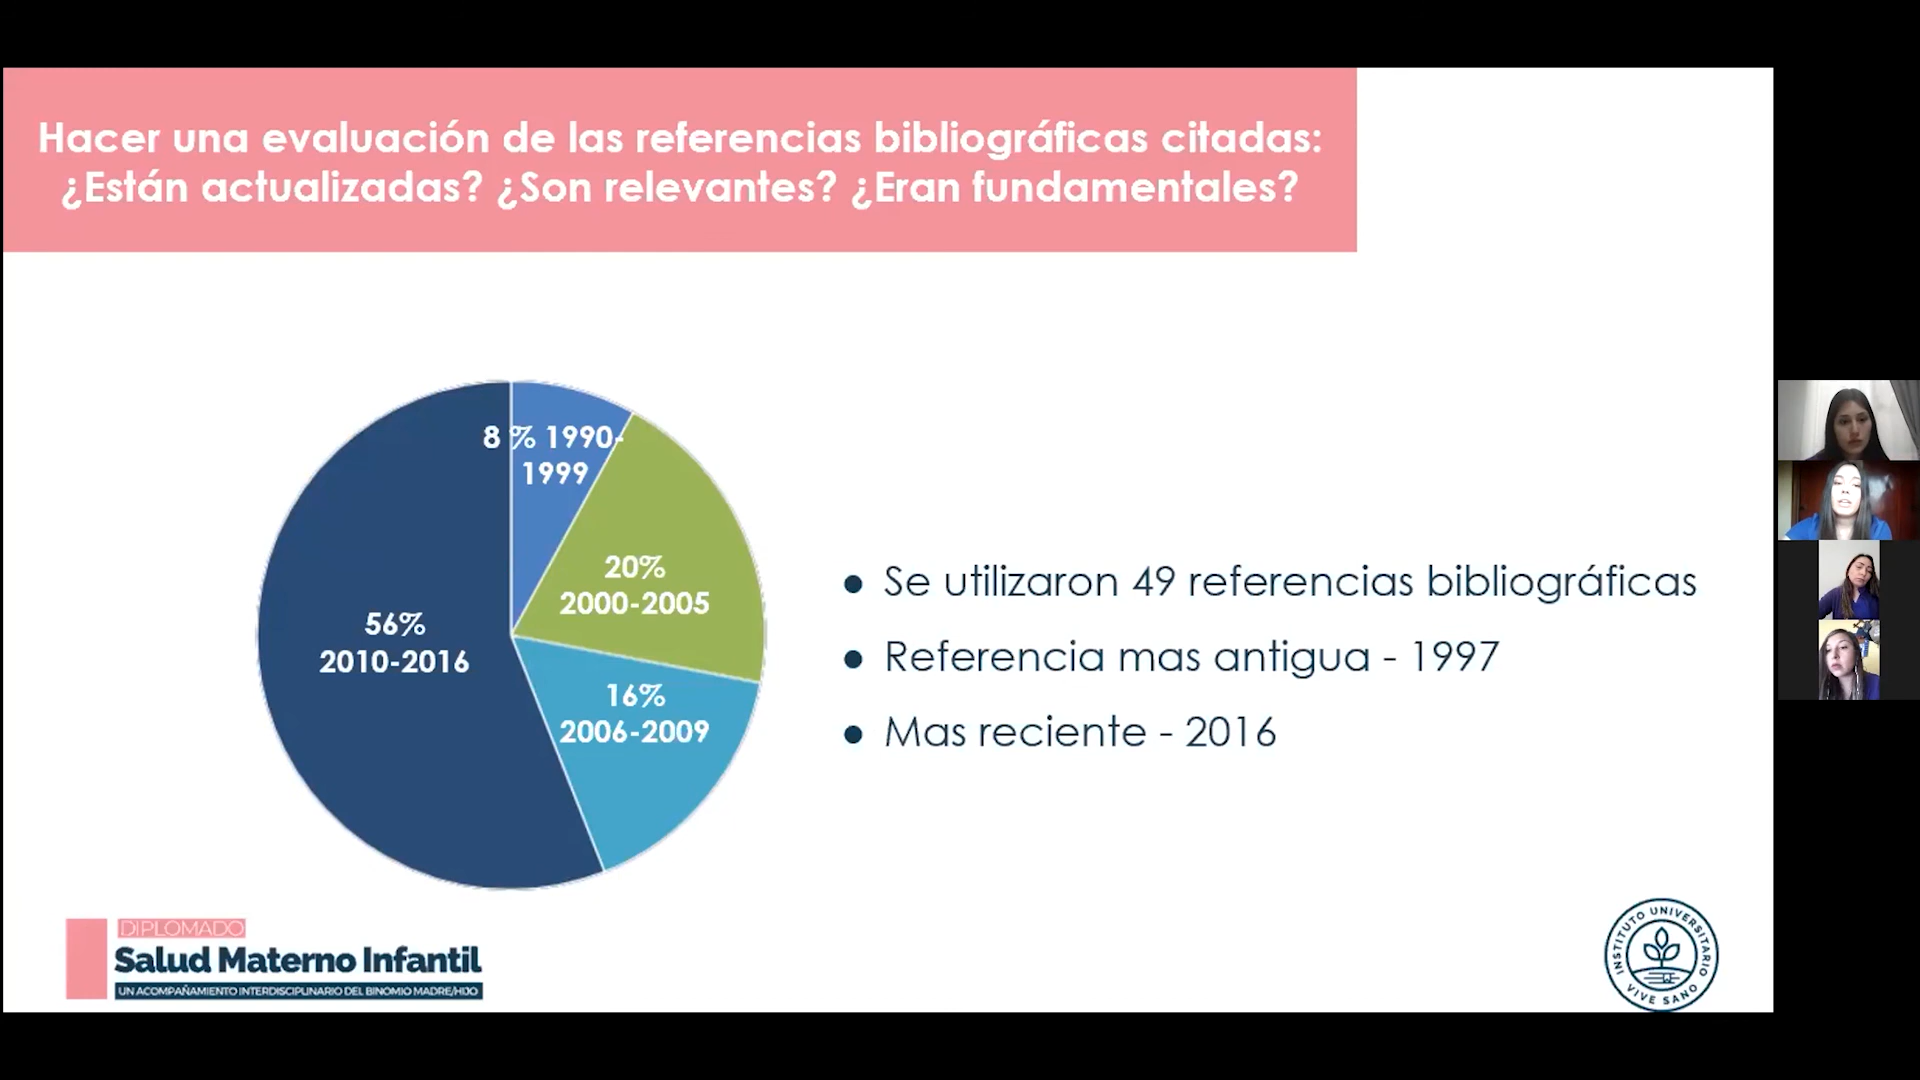 Hacer una evaluación de las referencias bibliográficas citadas:
¿Están actualizadas? ¿Son relevantes? ¿Eran fundamentales?
8 % 1990-
1999
20%
2000-2005
56%
2010-2016
16%
2006-2009
● Se utilizaron 49 referencias bibliográficas
● Referencia mas antigua - 1997
● Mas reciente - 2016
DIPLOMADO
Salud Materno Infantil
UN ACOMPAÑAMIENTO INTERDISCIPLINARIO DEL BINOMIO MADRE/HIJO
INSTITUTO UNIVERSITARIO
VIVE SANO